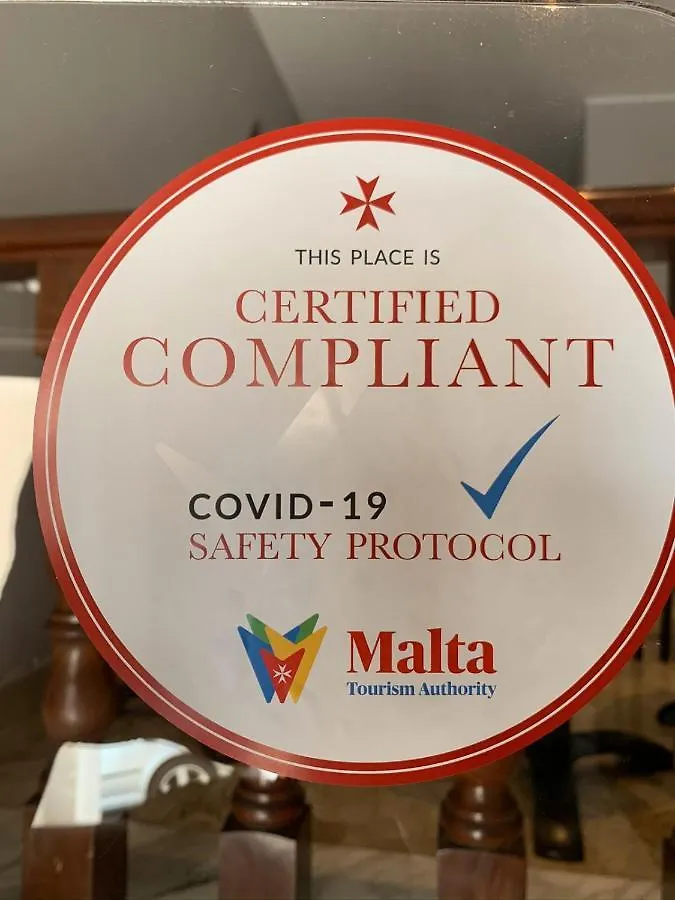 THIS PLACE IS
CERTIFIED
COMPLIANT
COVID-19
SAFETY PROTOCOL
Malta
Tourism Authority